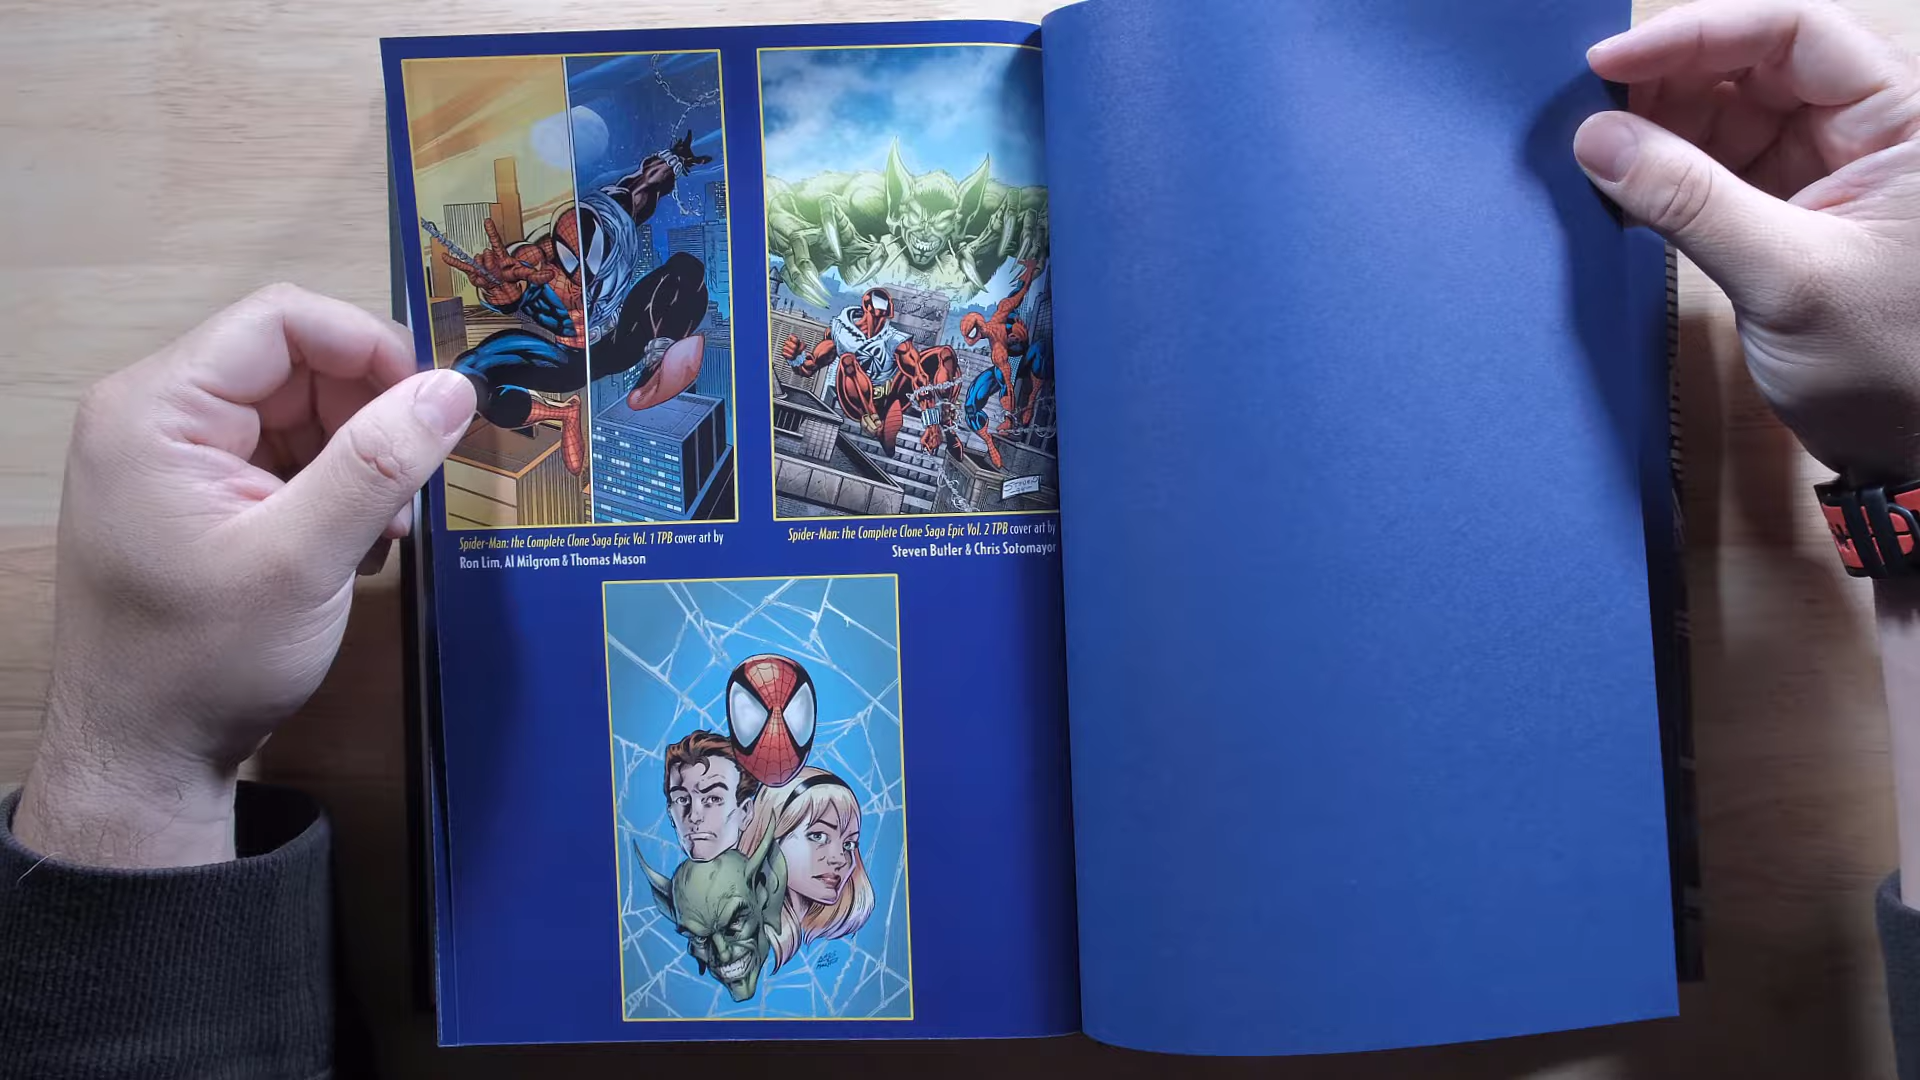 Spider-Man: the Complete Clone Saga Epic Vol. 1 TPB cover art by
Ron Lim, Al Milgrom & Thomas Mason
Spider-Man: the Complete Clone Saga Epic Vol. 2 TPB cover art by
Steven Butler & Chris Sotomayor